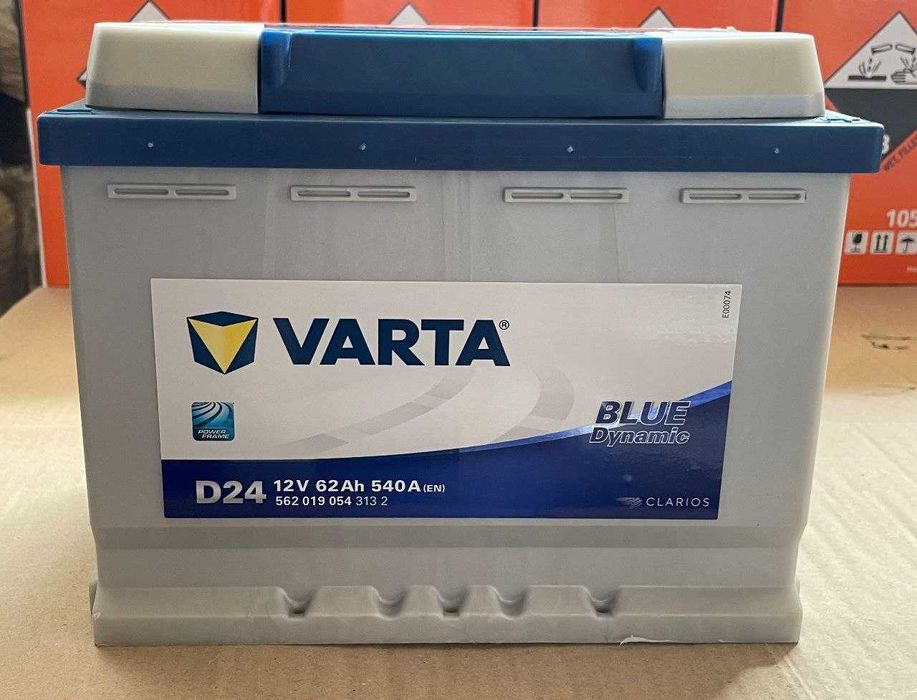 VARTA®
E00074
POWER
FRAME
BLUE
Dynamic
D24 12V 62Ah 540A (EN)
562 019 054 313 2
CLARIOS
105